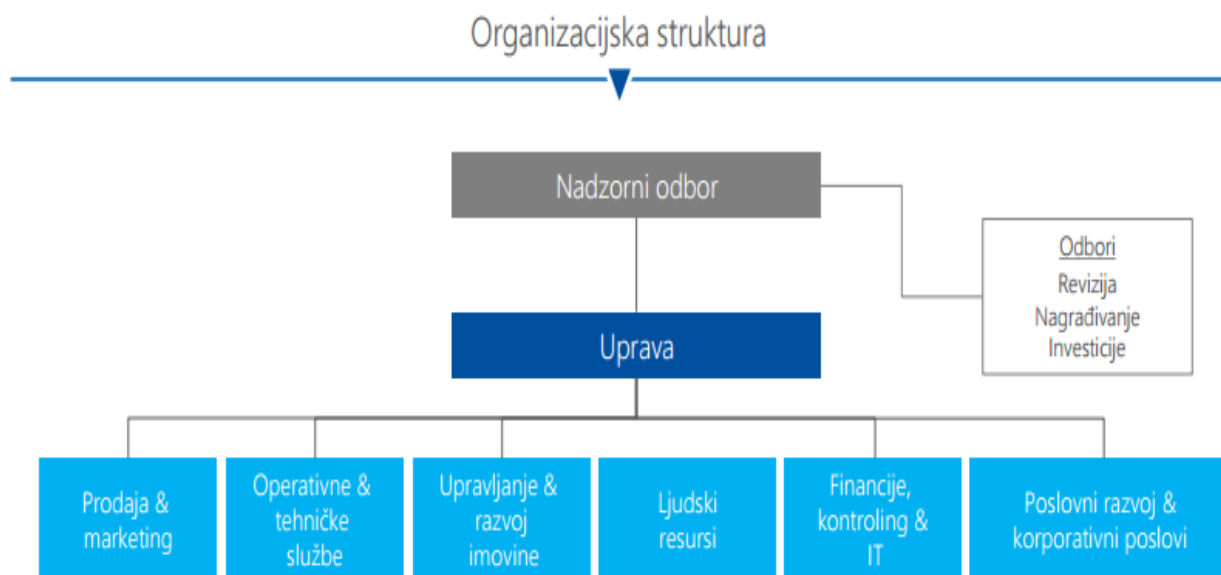 Organizacijska struktura
Nadzorni odbor
Odbori
Revizija
Nagrađivanje
Investicije
Uprava
Prodaja &
marketing
Operativne &
tehničke
službe
Upravljanje &
razvoj
imovine
Ljudski
resursi
Financije,
kontroling &
IT
Poslovni razvoj &
korporativni poslovi